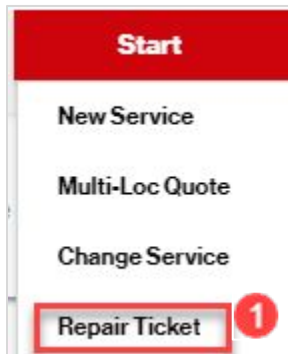 Start
New Service
Multi-Loc Quote
Change Service
Repair Ticket 1